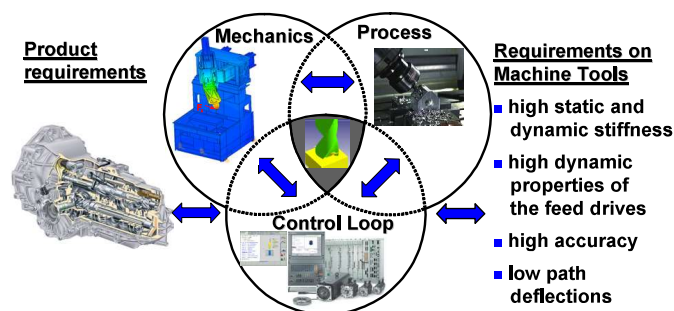 Product
requirements
Mechanics
Process
Control Loop
Requirements on
Machine Tools
▪ high static and
dynamic stiffness
▪ high dynamic
properties of
the feed drives
▪ high accuracy
▪ low path
deflections